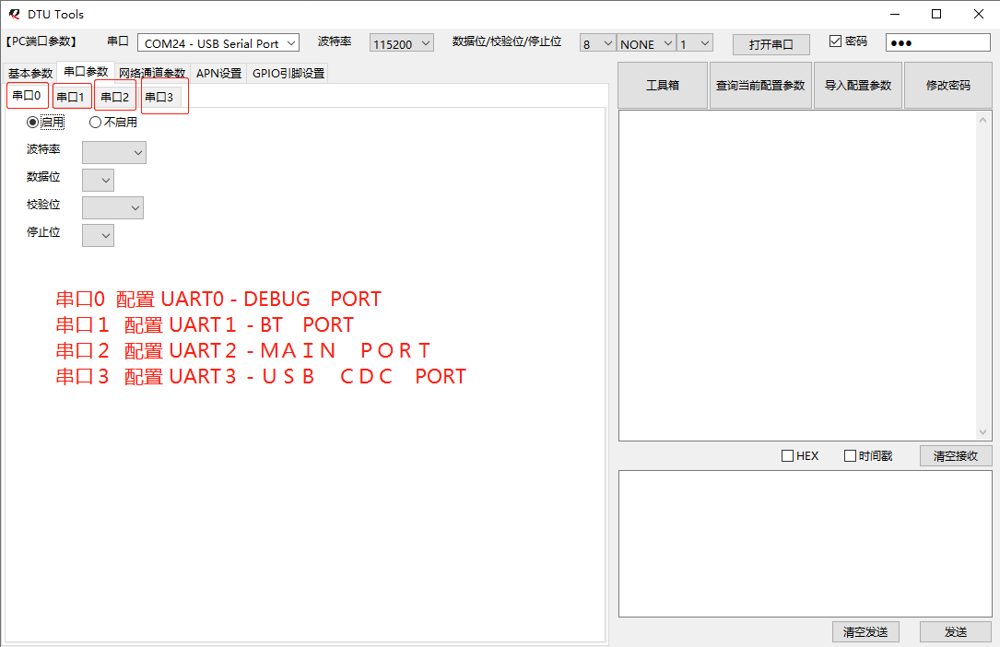 DTU Tools
【PC端口参数】 串口 COM24 - USB Serial Port 波特率 115200 数据位/校验位/停止位 8 NONE 1 打开串口 密码 ●●●
基本参数 串口参数 网络通道参数 APN设置 GPIO引脚设置
串口0 串口1 串口2 串口3
工具箱 查询当前配置参数 导入配置参数 修改密码
启用 不启用
波特率
数据位
校验位
停止位
串口0 配置 UART0 - DEBUG PORT
串口１ 配置 UART１ - BT PORT
串口２ 配置 UART２ - ＭＡＩＮ ＰＯＲＴ
串口３ 配置 UART３ - ＵＳＢ ＣＤＣ PORT
HEX 时间戳 清空接收
清空发送 发送